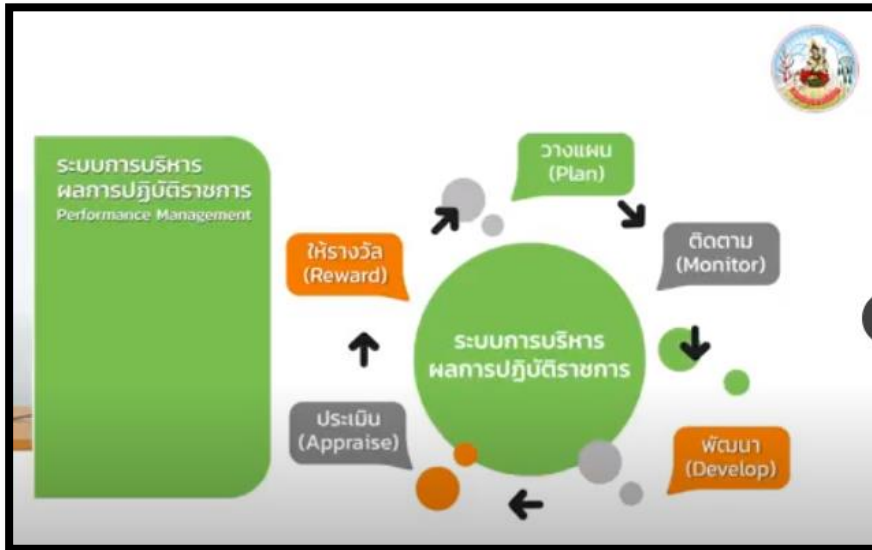 ระบบการบริหาร
ผลการปฏิบัติราชการ
Performance Management
วางแผน
(Plan)
ติดตาม
(Monitor)
พัฒนา
(Develop)
ประเมิน
(Appraise)
ให้รางวัล
(Reward)
ระบบการบริหาร
ผลการปฏิบัติราชการ